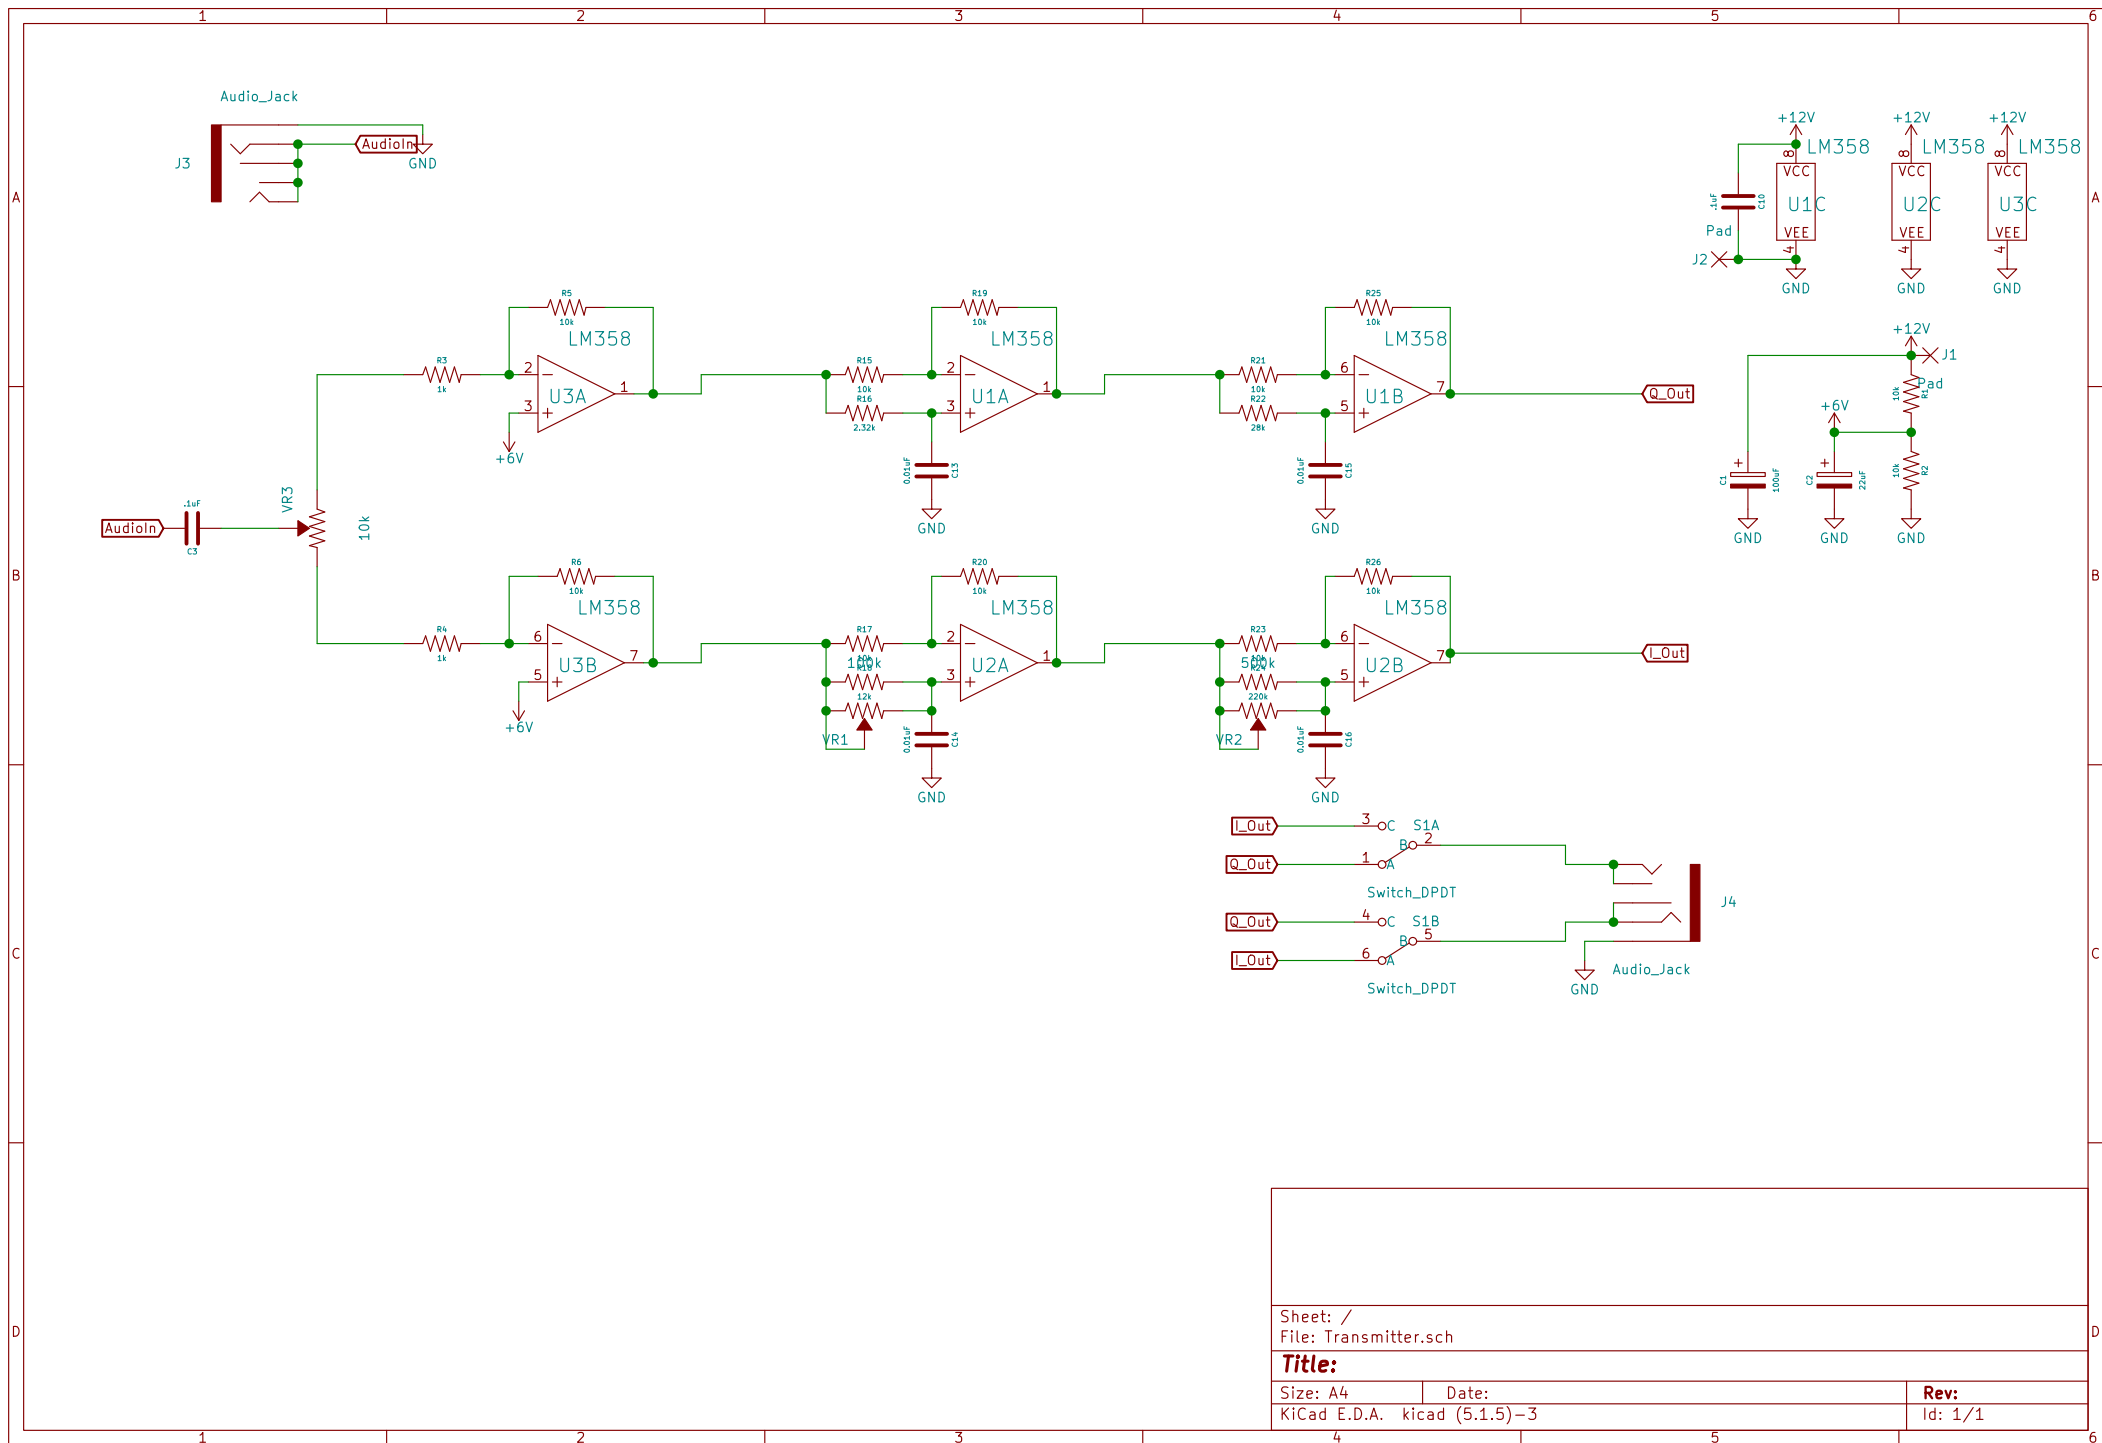 1 2 3 4 5 6
A
B
C
D
Audio_Jack
J3
AudioIn
GND
+12V
+12V
+12V
LM358
LM358
LM358
8
VCC
U1C
VEE
4
GND
8
VCC
U2C
VEE
4
GND
8
VCC
U3C
VEE
4
GND
.1uF
C10
Pad
J2
A
B
C
D
R5
10k
LM358
2
3
U3A
1
+6V
R3
1k
R19
10k
LM358
R15
10k
R16
2.32k
2
3
U1A
1
0.01uF
C13
GND
R25
10k
LM358
R21
10k
R22
28k
6
5
U1B
7
0.01uF
C15
GND
Q_Out
+12V
J1
Pad
10k
R1
+6V
10k
R2
C1
100uF
C2
22uF
GND
GND
GND
AudioIn
.1uF
C3
VR3
10k
R4
1k
R6
10k
LM358
6
5
U3B
7
+6V
R20
10k
LM358
R17
10k
100k
R18
12k
VR1
2
3
U2A
1
0.01uF
C14
GND
R26
10k
LM358
R23
10k
500k
R24
220k
VR2
6
5
U2B
7
0.01uF
C16
GND
I_Out
I_Out
3
C
S1A
B
2
Q_Out
1
A
Switch_DPDT
Q_Out
4
C
S1B
B
5
I_Out
6
A
Switch_DPDT
J4
Audio_Jack
GND
Sheet: /
File: Transmitter.sch
Title:
Size: A4
Date:
Rev:
KiCad E.D.A. kicad (5.1.5)-3
Id: 1/1
1 2 3 4 5 6